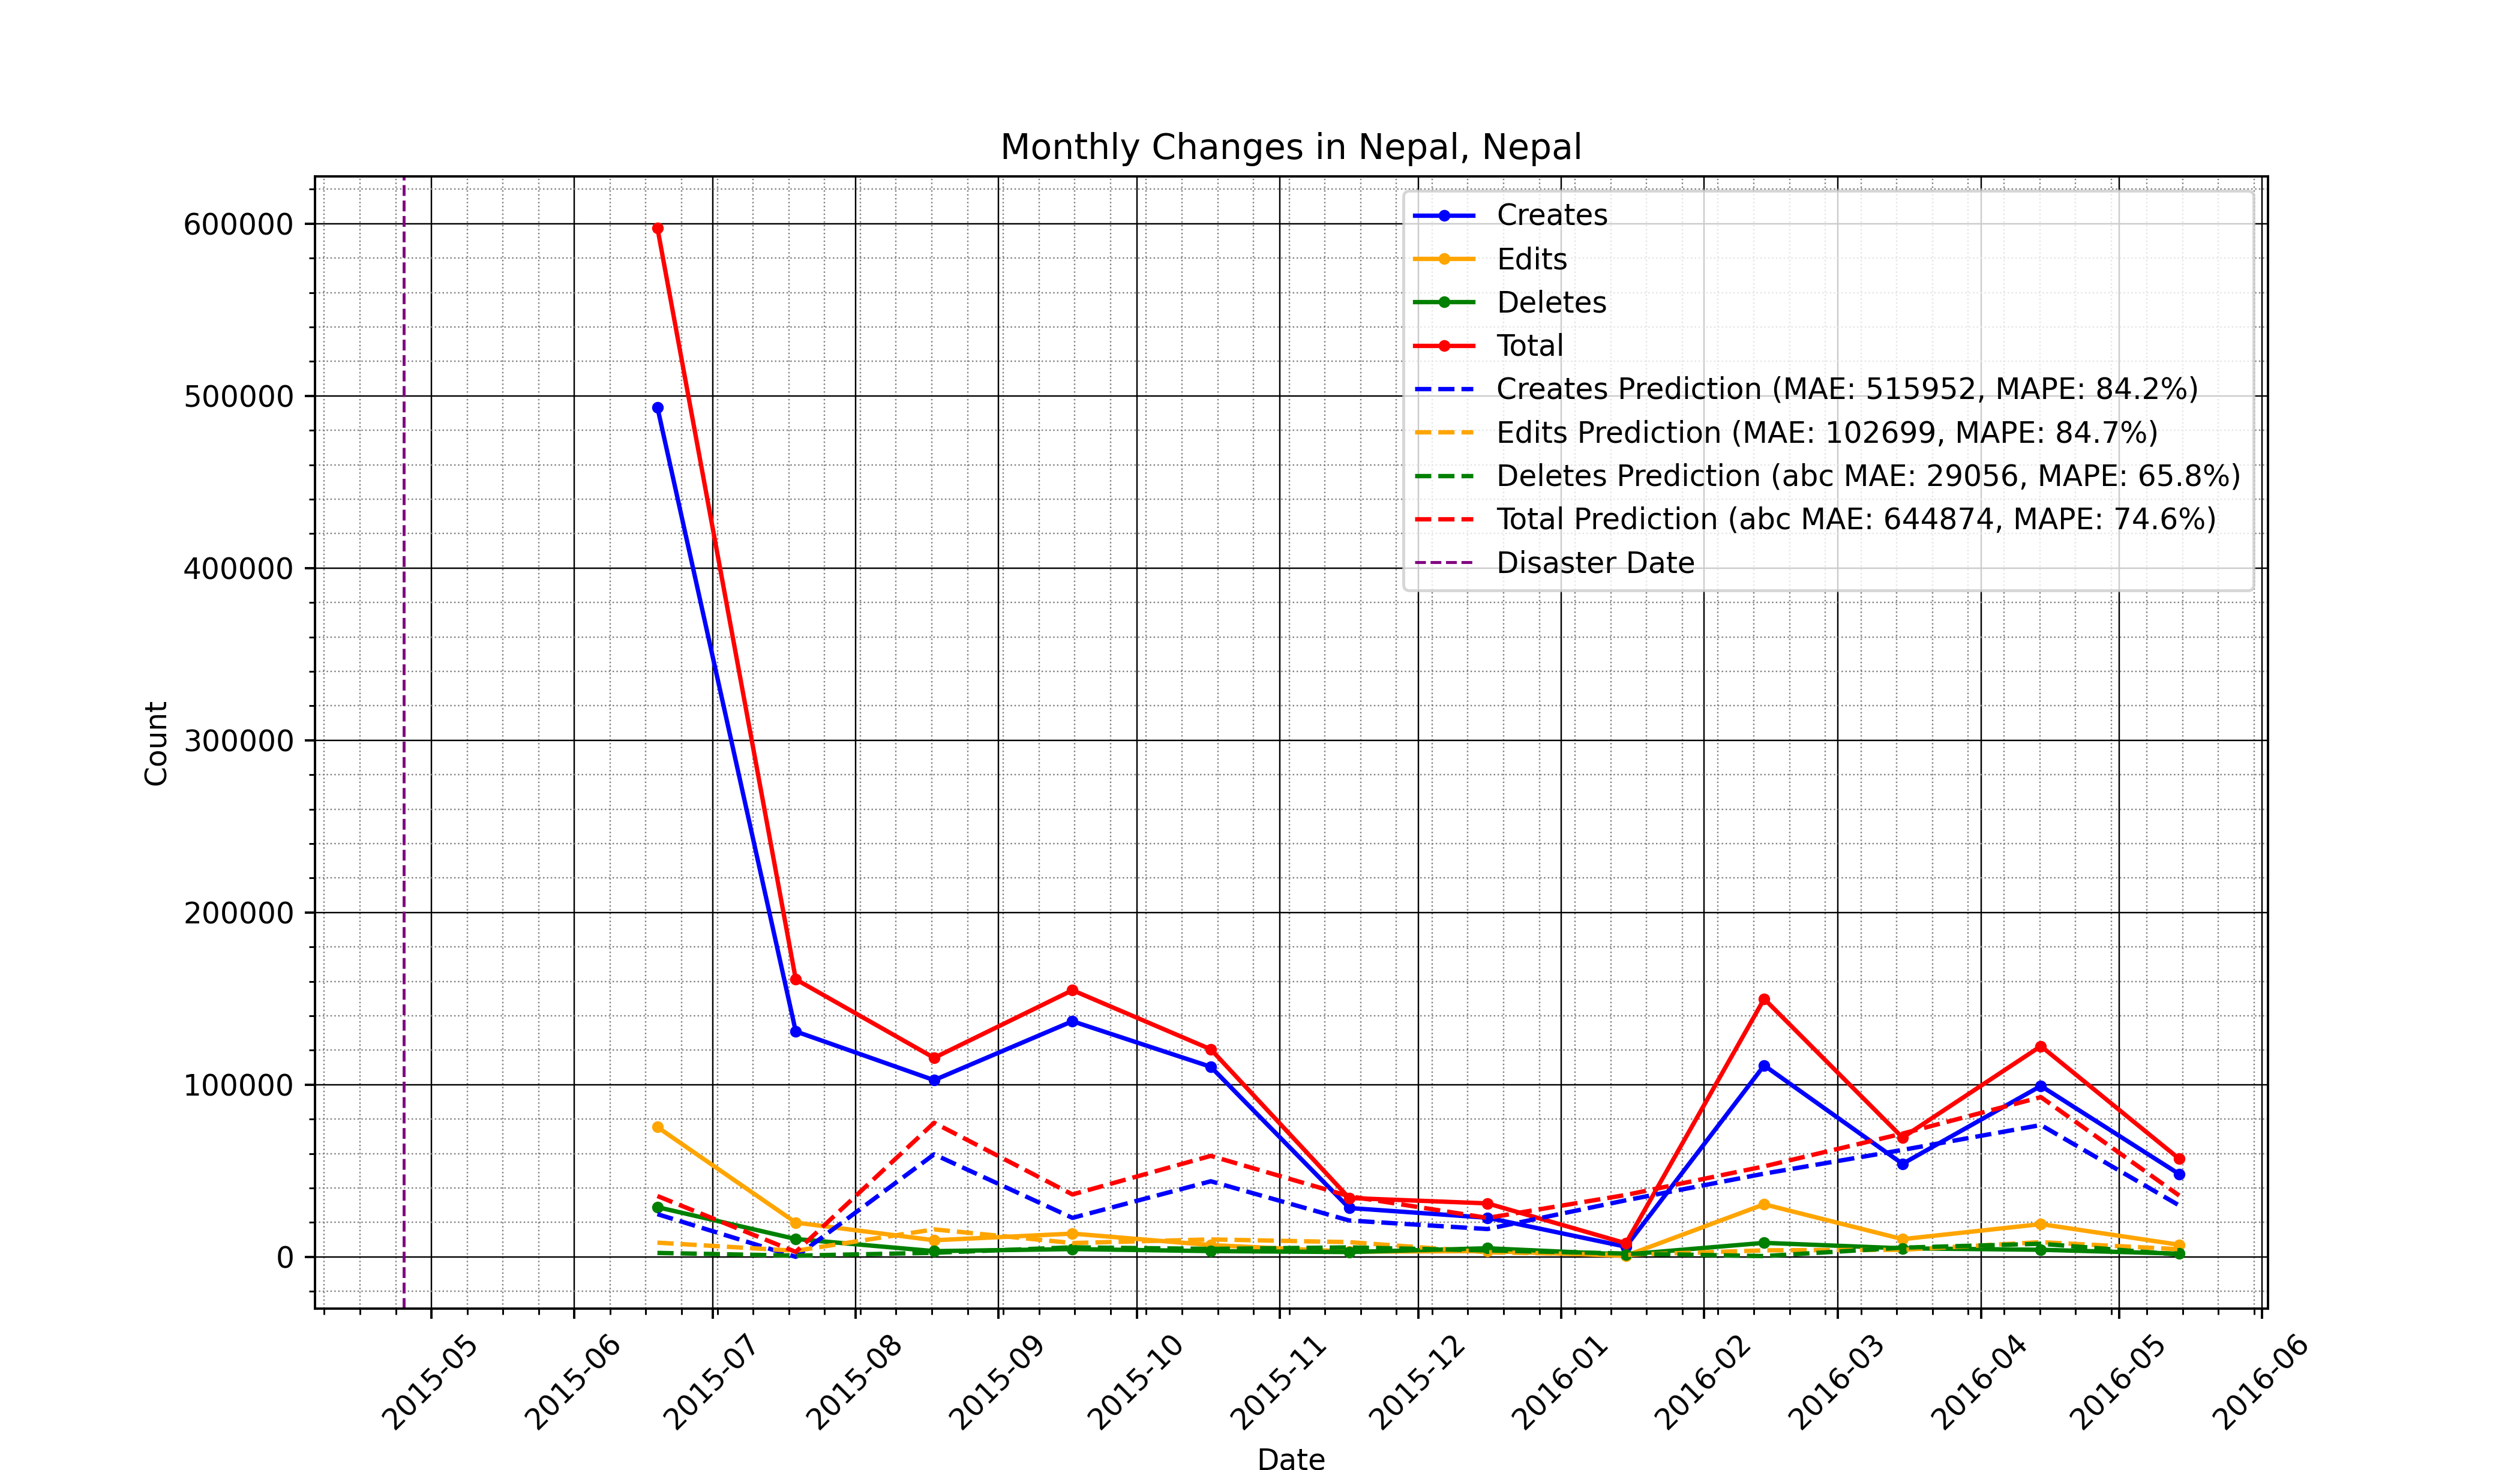 Monthly Changes in Nepal, Nepal
Creates
Edits
Deletes
Total
Creates Prediction (MAE: 515952, MAPE: 84.2%)
Edits Prediction (MAE: 102699, MAPE: 84.7%)
Deletes Prediction (abc MAE: 29056, MAPE: 65.8%)
Total Prediction (abc MAE: 644874, MAPE: 74.6%)
Disaster Date
Count
600000
500000
400000
300000
200000
100000
0
2015-05
2015-06
2015-07
2015-08
2015-09
2015-10
2015-11
2015-12
2016-01
2016-02
2016-03
2016-04
2016-05
2016-06
Date